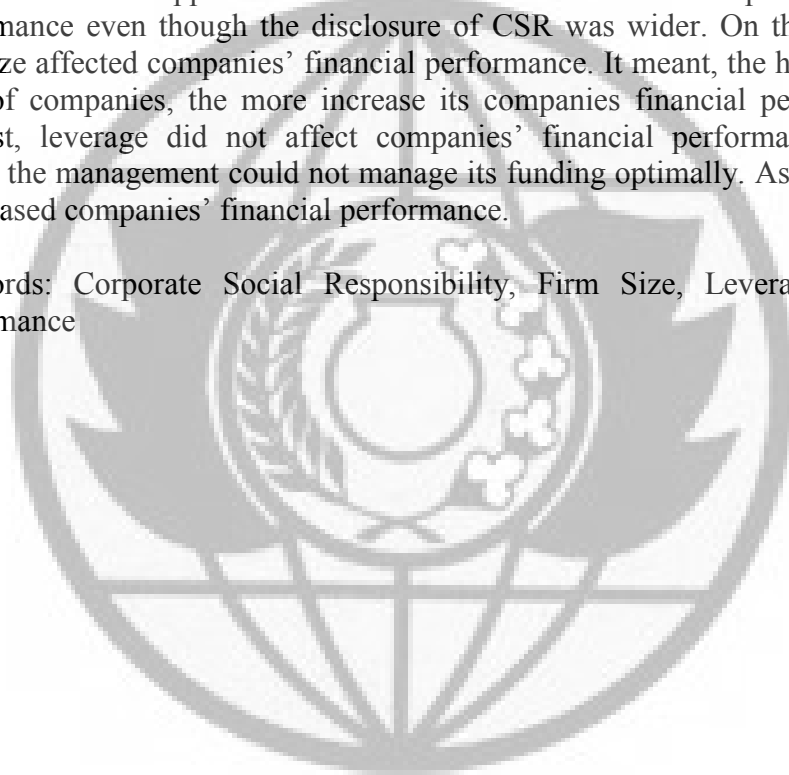 mance even though the disclosure of CSR was wider. On th
ze affected companies’ financial performance. It meant, the h
of companies, the more increase its companies financial pe
st, leverage did not affect companies’ financial performa
the management could not manage its funding optimally. As
ased companies’ financial performance.
ords: Corporate Social Responsibility, Firm Size, Levera
mance